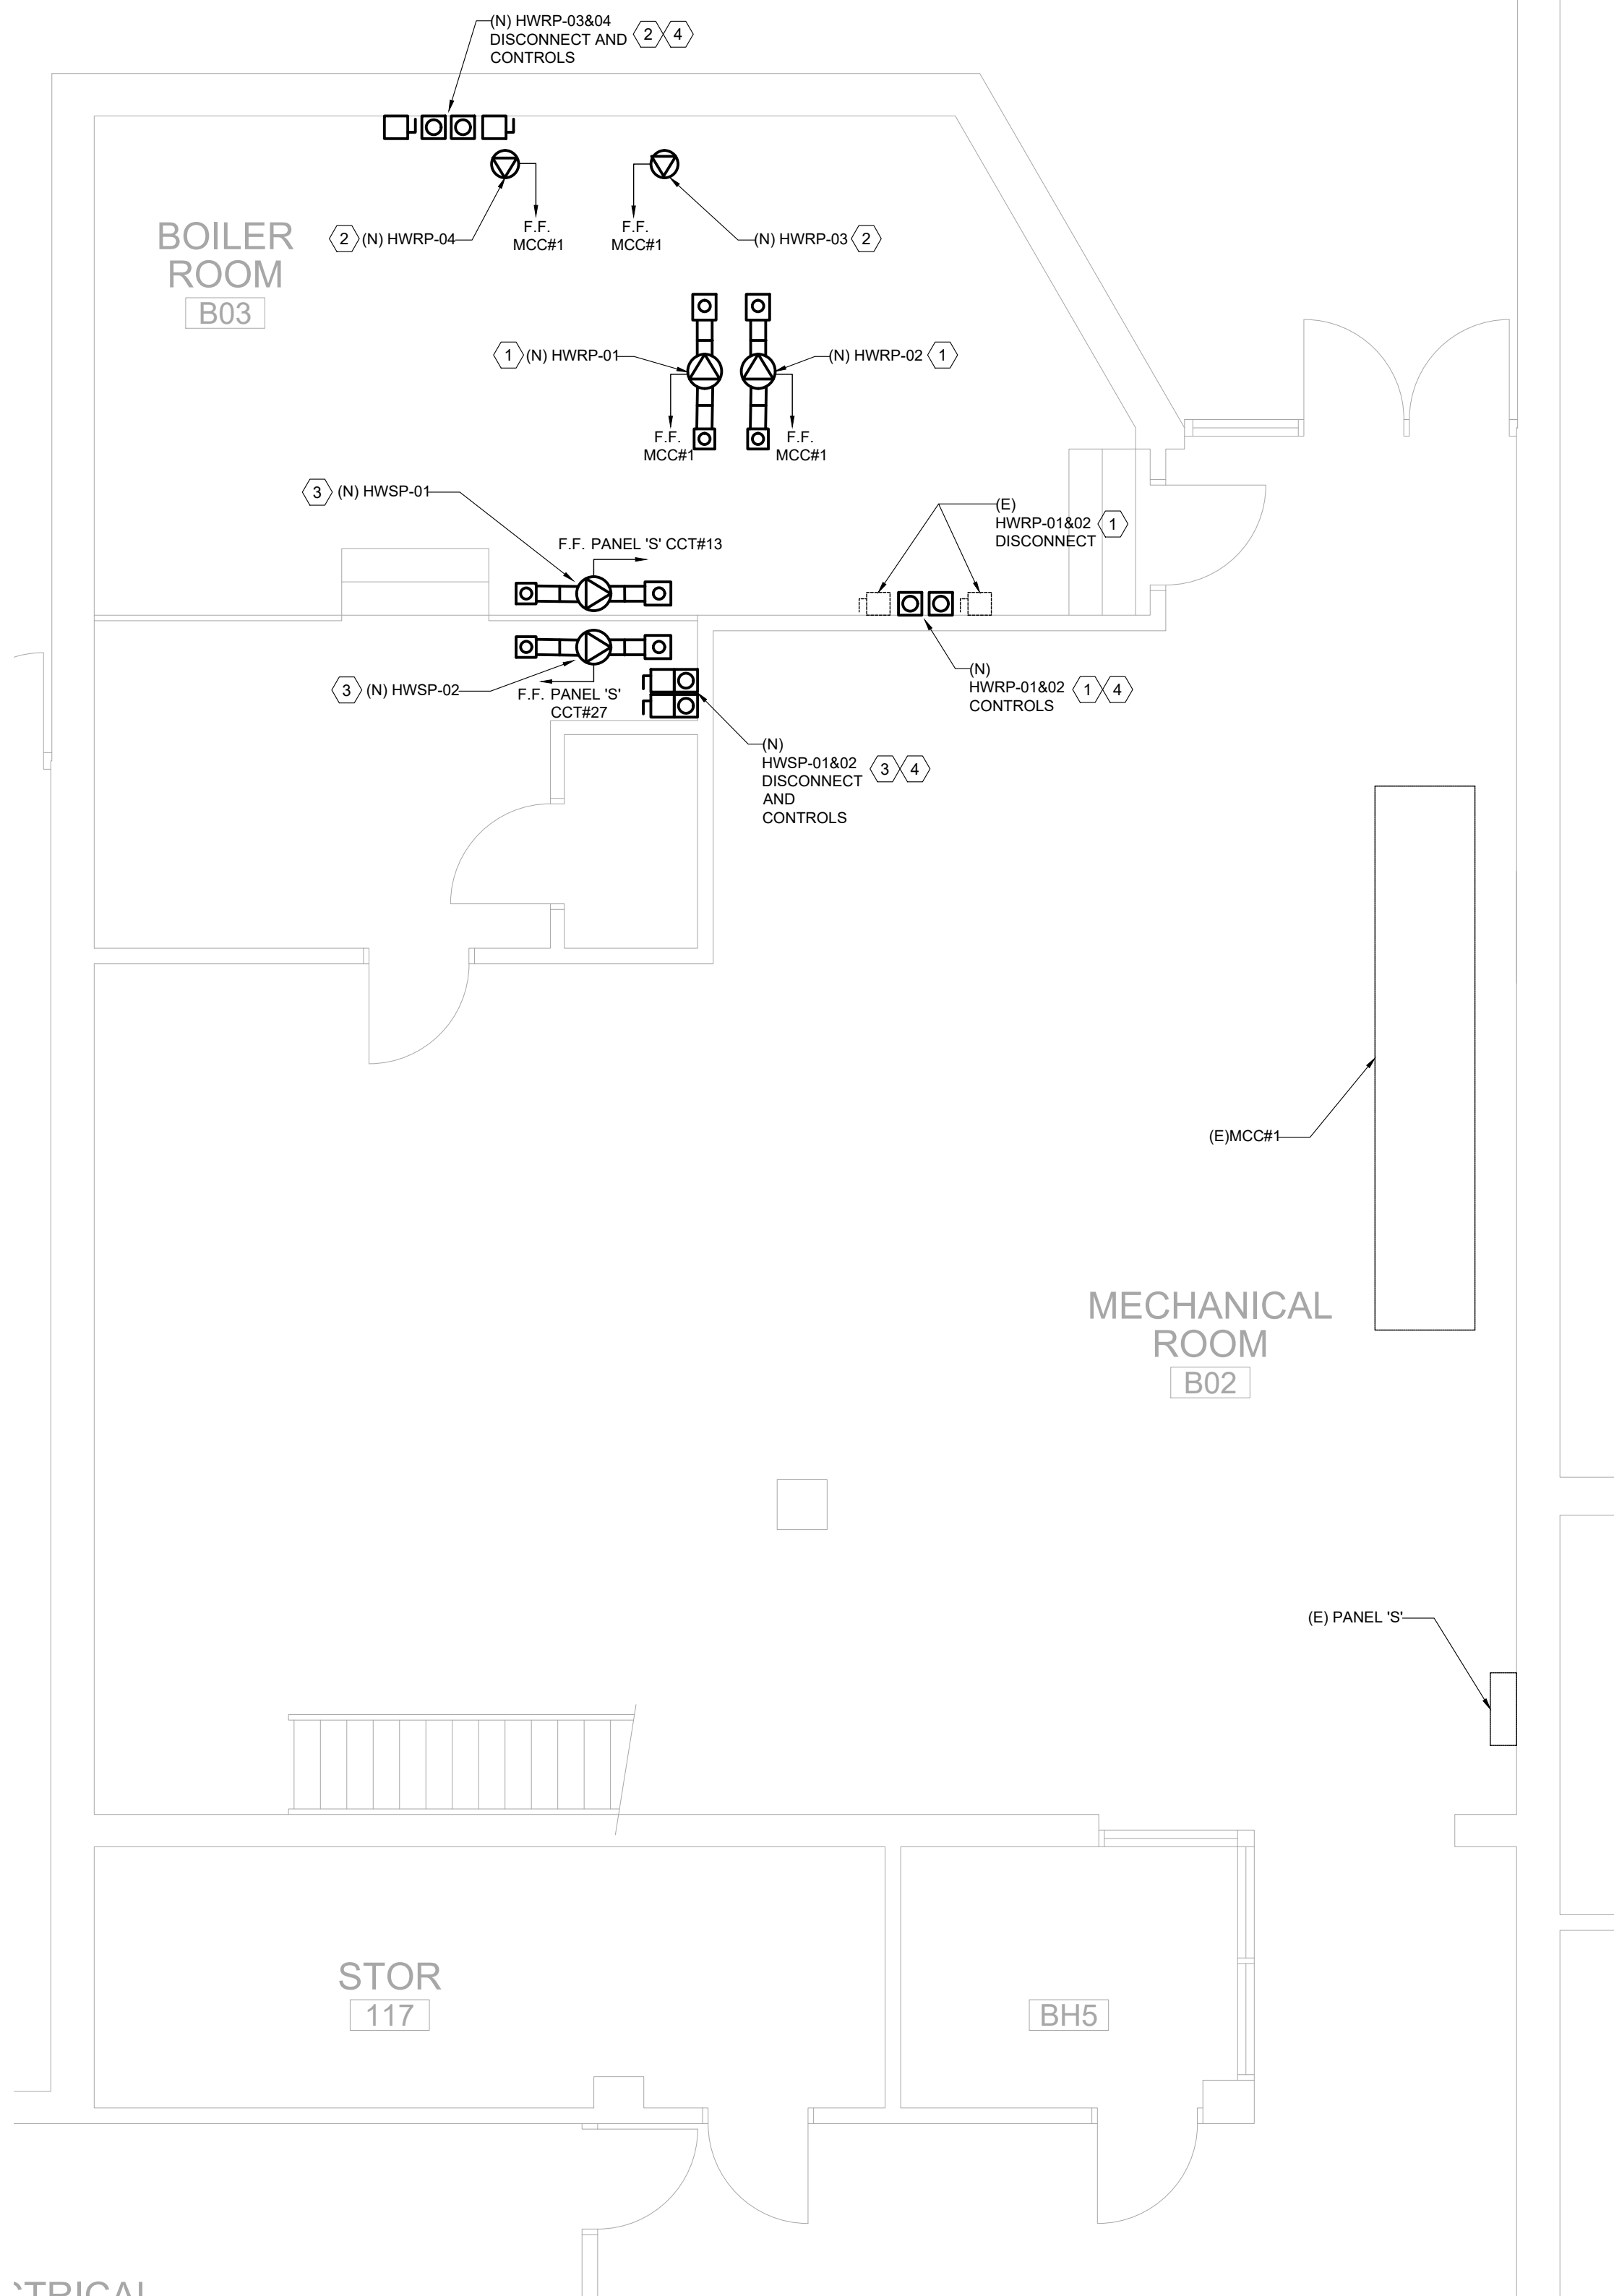 (N) HWRP-03&04
DISCONNECT AND
CONTROLS
2 4
BOILER
ROOM
B03
2 (N) HWRP-04
F.F.
MCC#1
F.F.
MCC#1
(N) HWRP-03 2
1 (N) HWRP-01
(N) HWRP-02 1
F.F.
MCC#1
F.F.
MCC#1
3 (N) HWSP-01
F.F. PANEL 'S' CCT#13
(E)
HWRP-01&02
DISCONNECT
1
3 (N) HWSP-02
F.F. PANEL 'S'
CCT#27
(N)
HWRP-01&02
CONTROLS
1 4
(N)
HWSP-01&02
DISCONNECT
AND
CONTROLS
3 4
(E)MCC#1
MECHANICAL
ROOM
B02
(E) PANEL 'S'
STOR
117
BH5